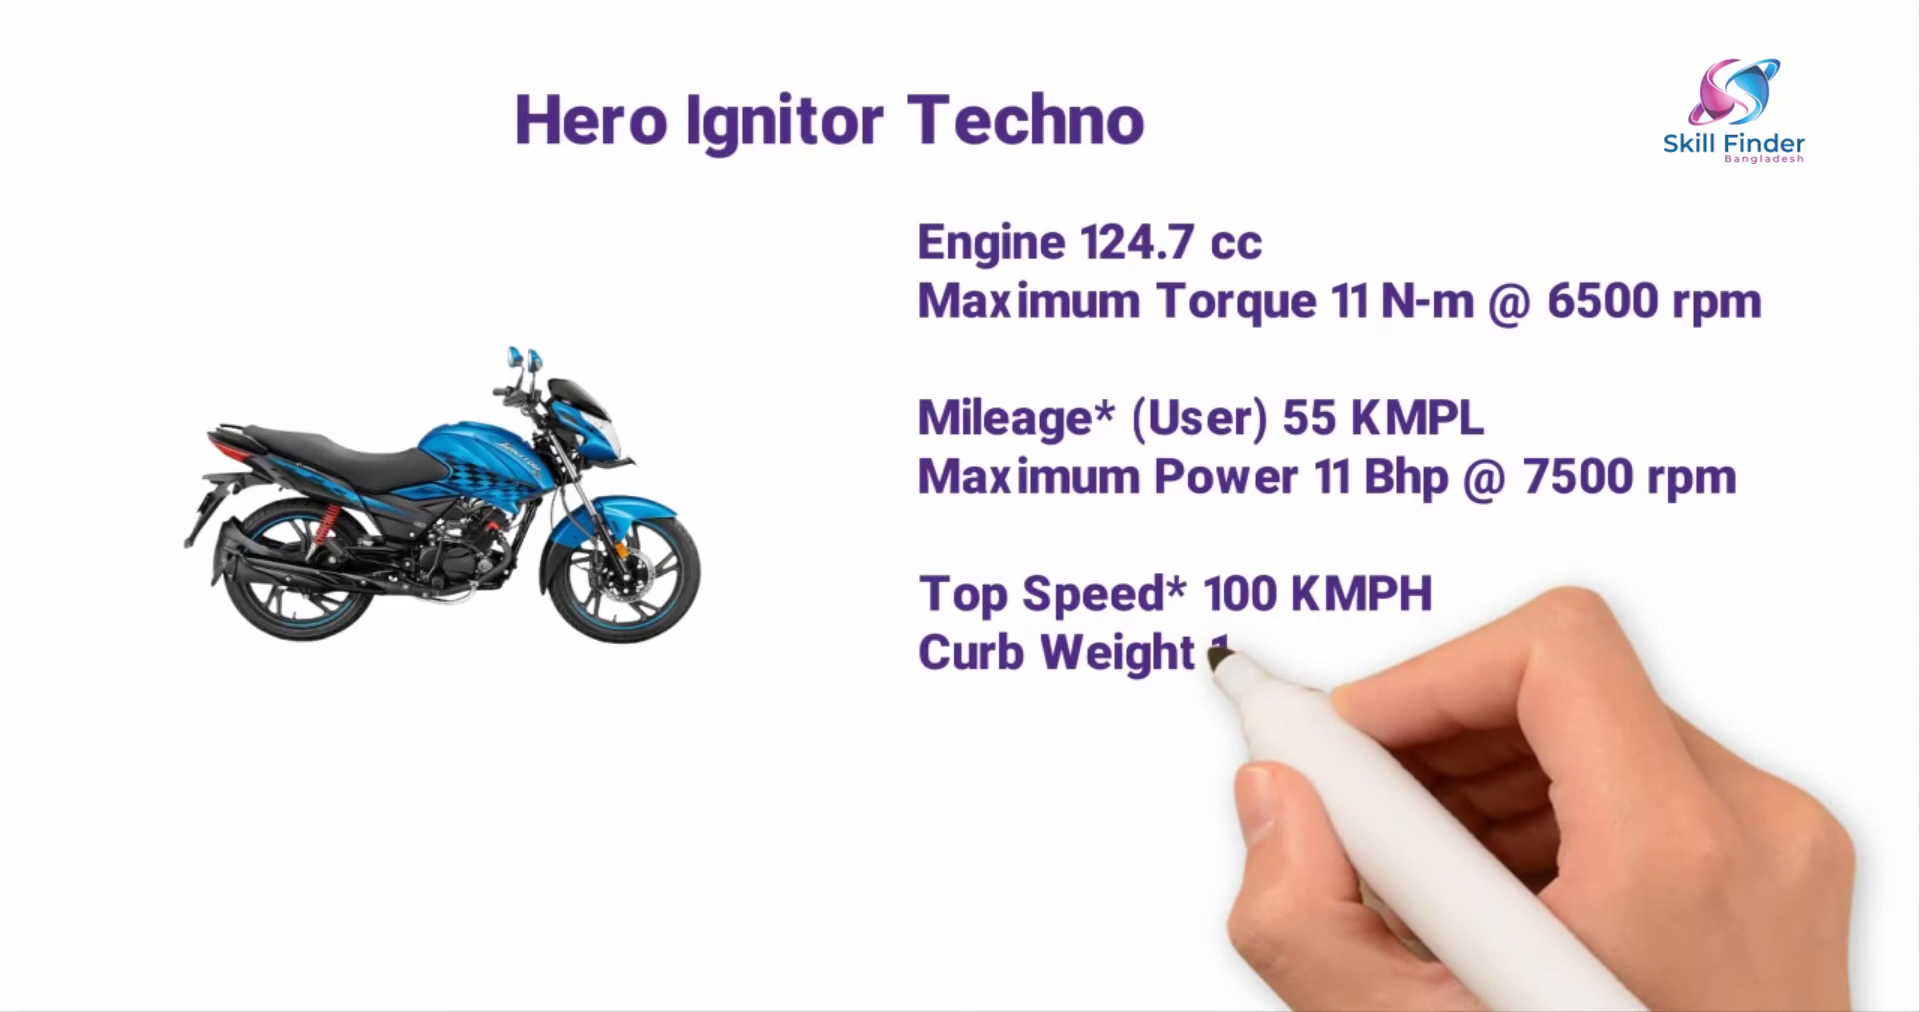 Hero Ignitor Techno
Skill Finder
Bangladesh
Engine 124.7 cc
Maximum Torque 11 N-m @ 6500 rpm
Mileage* (User) 55 KMPL
Maximum Power 11 Bhp @ 7500 rpm
Top Speed* 100 KMPH
Curb Weight 1